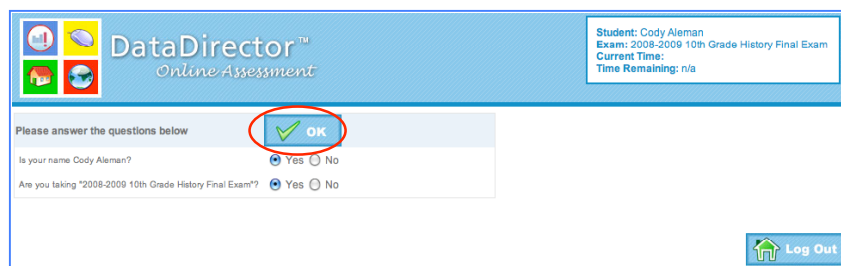 DataDirector™
Online Assessment
Student: Cody Aleman
Exam: 2008-2009 10th Grade History Final Exam
Current Time:
Time Remaining: n/a
Please answer the questions below
OK
Is your name Cody Aleman? Yes No
Are you taking "2008-2009 10th Grade History Final Exam"? Yes No
Log Out